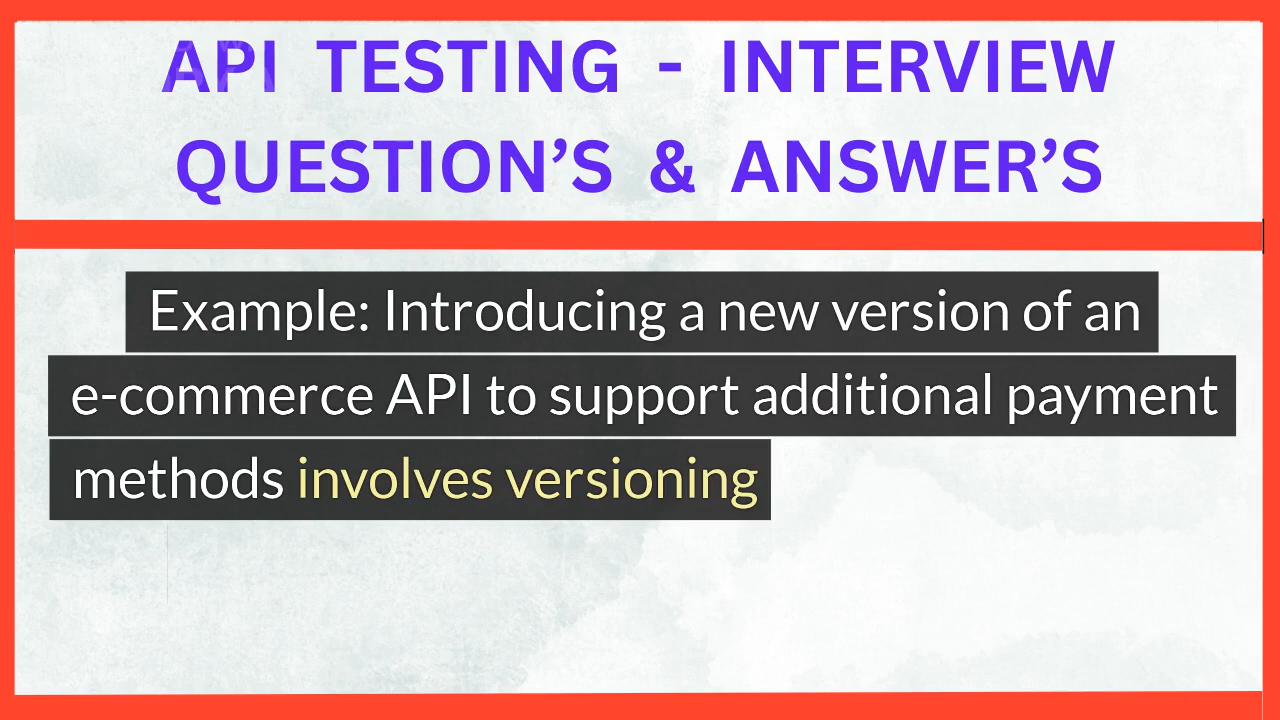 API TESTING - INTERVIEW
QUESTION’S & ANSWER’S
Example: Introducing a new version of an
e-commerce API to support additional payment
methods involves versioning